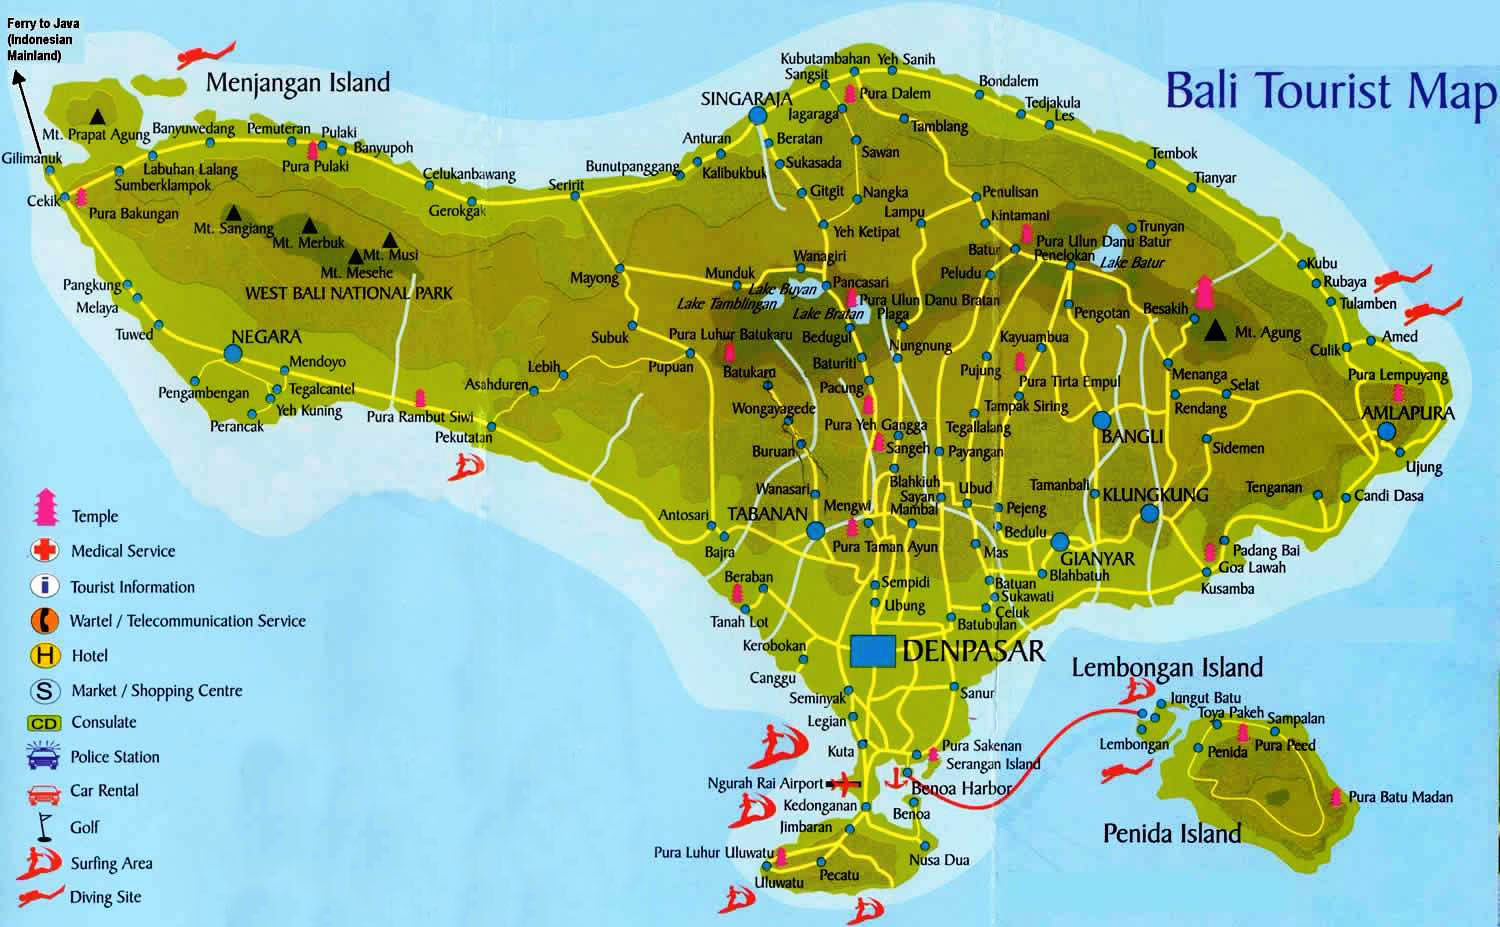 Ferry to Java
(Indonesian
Mainland)
Menjangan Island
Bali Tourist Map
Kubutambahan
Yeh Sanih
Sangsit
Bondalem
Pura Dalem
SINGARAJA
Jagaraga
Tedjakula
Les
Tamblang
Mt. Prapat Agung
Banyuwedang
Pemuteran
Pulaki
Banyupoh
Anturan
Beratan
Sawan
Tembok
Gilimanuk
Labuhan Lalang
Pura Pulaki
Celukanbawang
Bunutpanggang
Kalibukbuk
Sukasada
Tianyar
Sumberklampok
Seririt
Gitgit
Nangka
Penulisan
Cekik
Pura Bakungan
Gerokgak
Lampu
Kintamani
Mt. Sangiang
Mt. Merbuk
Mt. Musi
Mt. Mesehe
Yeh Ketipat
Trunyan
Pura Ulun Danu Batur
Batur
Penelokan
Lake Batur
Wanagiri
Kubu
Mayong
Munduk
Lake Buyan
Pancasari
Peludu
Rubaya
Pangkung
WEST BALI NATIONAL PARK
Lake Tamblingan
Pura Ulun Danu Bratan
Tulamben
Melaya
Lake Bratan
Plaga
Pengotan
Besakih
Tuwed
NEGARA
Subuk
Pura Luhur Batukaru
Bedugul
Nungnung
Kayuambua
Mt. Agung
Amed
Culik
Mendoyo
Lebih
Pupuan
Batukaru
Baturiti
Pujung
Menanga
Pura Lempuyang
Pengambengan
Tegalcantel
Asahduren
Pacung
Pura Tirta Empul
Selat
Yeh Kuning
Wongayagede
Tampak Siring
Rendang
AMLAPURA
Perancak
Pura Rambut Siwi
Pura Yeh Gangga
Tegallalang
BANGLI
Pekutatan
Buruan
Sangeh
Payangan
Sidemen
Ujung
Blahkiuh
Wanasari
Sayan
Ubud
Tamanbali
KLUNGKUNG
Tenganan
Candi Dasa
Temple
Antosari
TABANAN
Mengwi
Mambal
Pejeng
Bedulu
Bajra
Pura Taman Ayun
Mas
GIANYAR
Padang Bai
Medical Service
Goa Lawah
Beraban
Sempidi
Batuan
Blahbatuh
Kusamba
Tourist Information
Sukawati
Ubung
Celuk
Tanah Lot
Batubulan
Wartel / Telecommunication Service
Kerobokan
DENPASAR
Hotel
H
Lembongan Island
Canggu
Market / Shopping Centre
S
Seminyak
Sanur
Jungut Batu
Legian
Toya Pakeh
Sampalan
Consulate
CD
Kuta
Pura Sakenan
Lembongan
Penida
Pura Peed
Police Station
Serangan Island
Ngurah Rai Airport
Benoa Harbor
Car Rental
Pura Batu Madan
Kedonganan
Benoa
Golf
Jimbaran
Penida Island
Surfing Area
Pura Luhur Uluwatu
Nusa Dua
Uluwatu
Pecatu
Diving Site